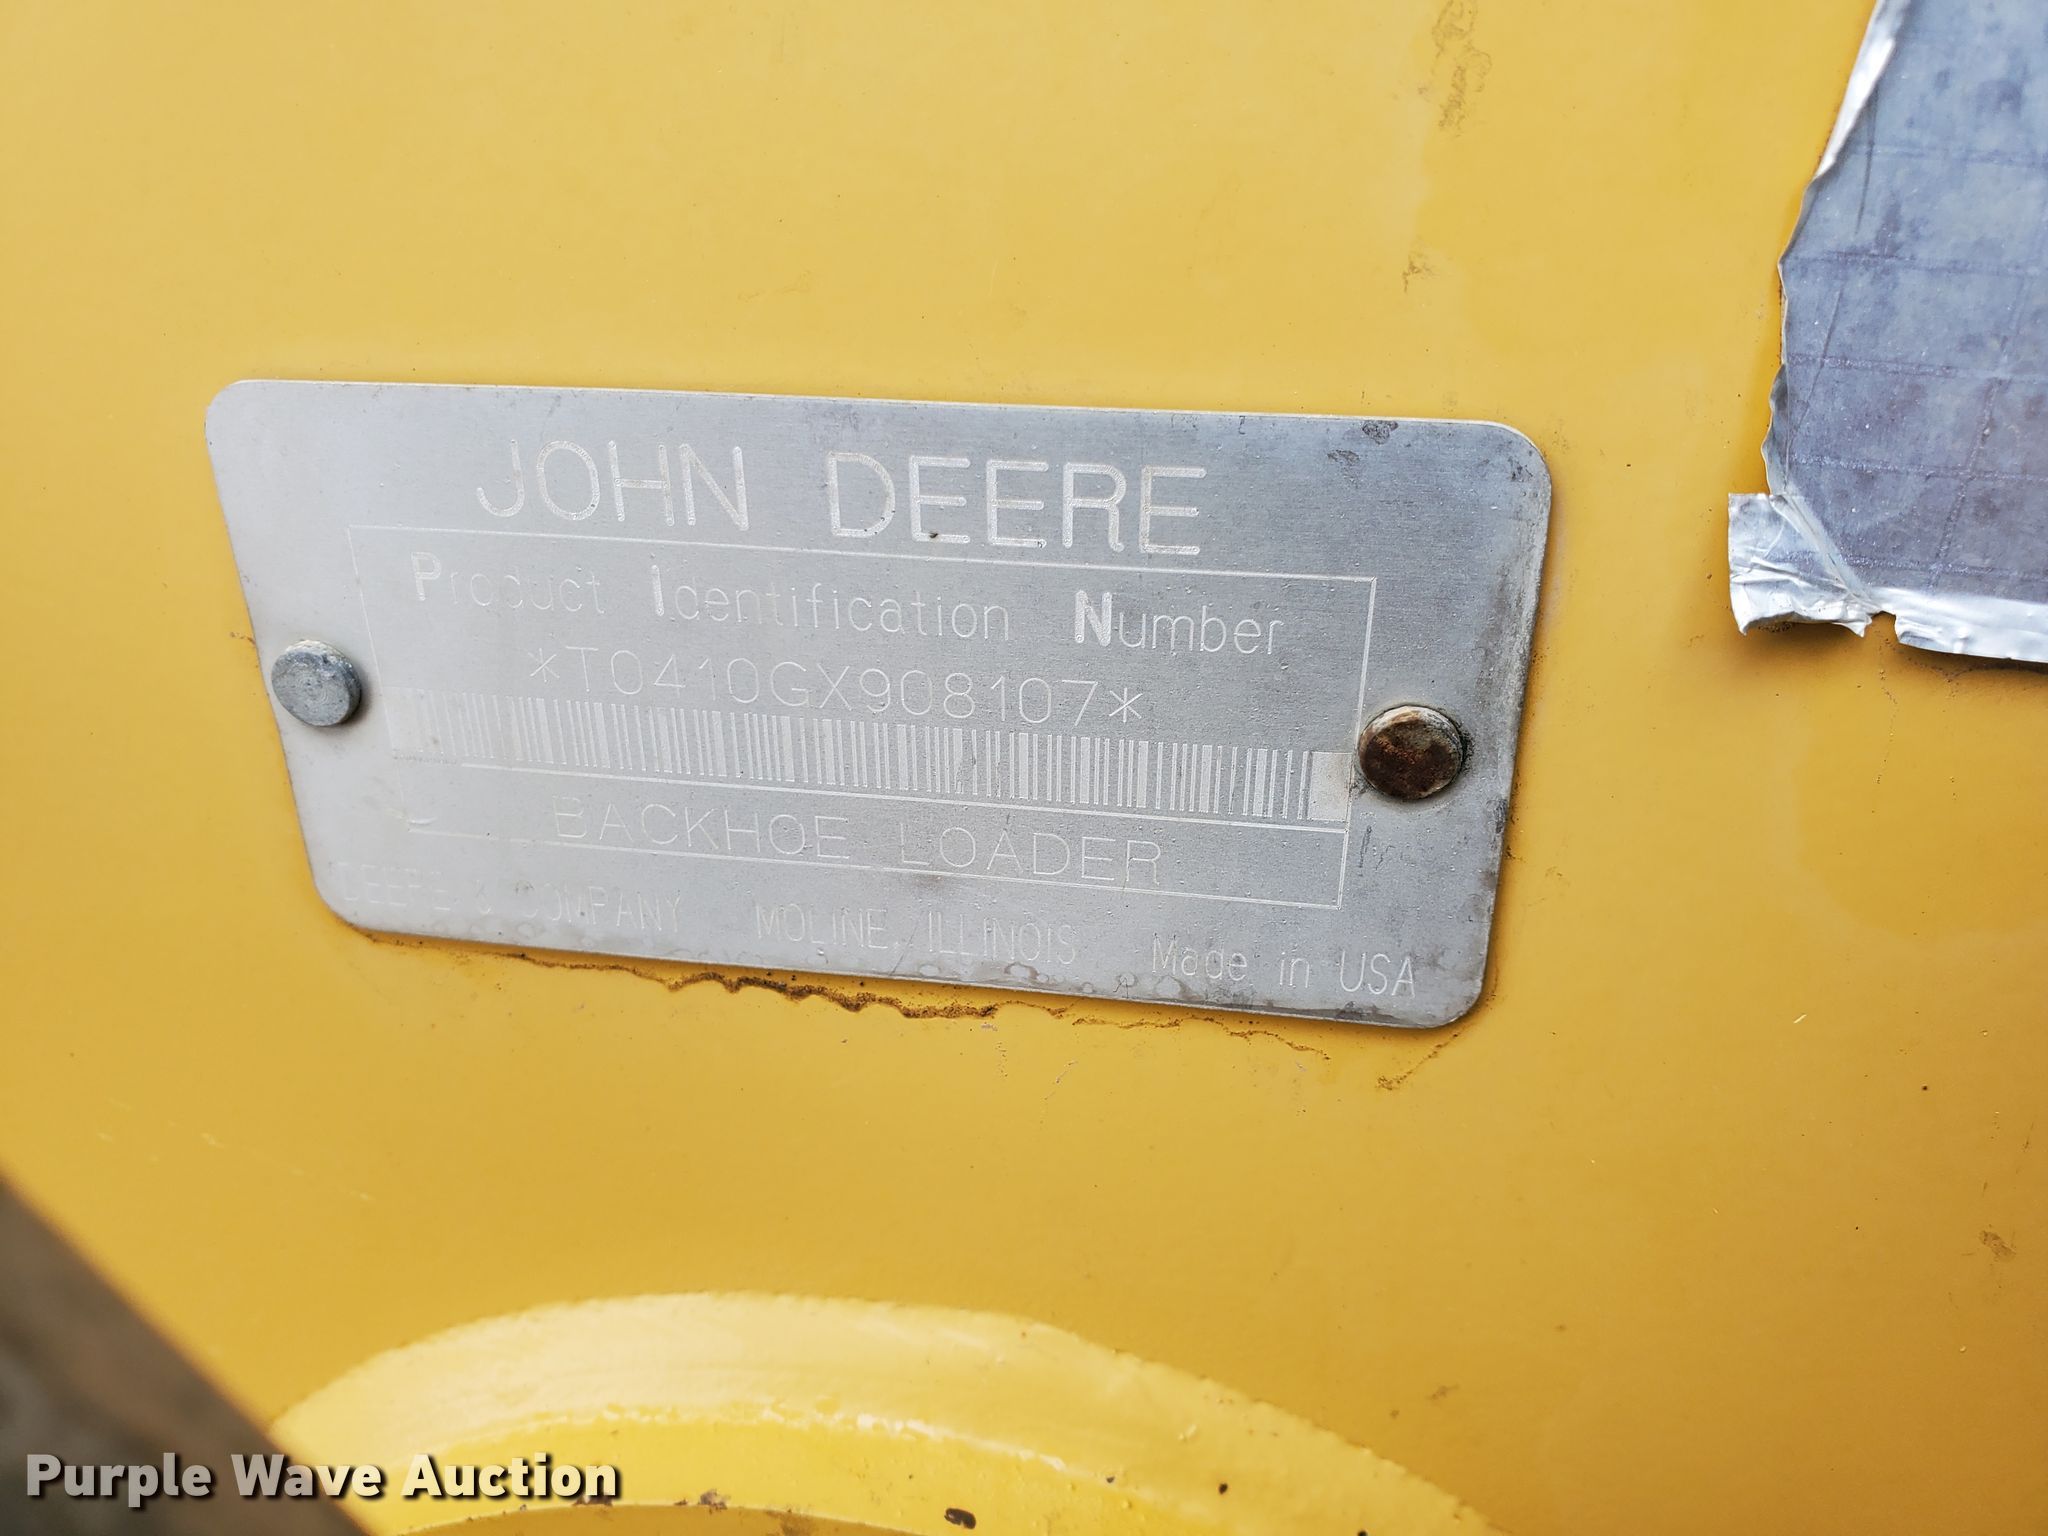 JOHN DEERE
Product Identification Number
*T0410GX908107*
BACKHOE LOADER
DEERE & COMPANY MOLINE, ILLINOIS Made in USA
Purple Wave Auction